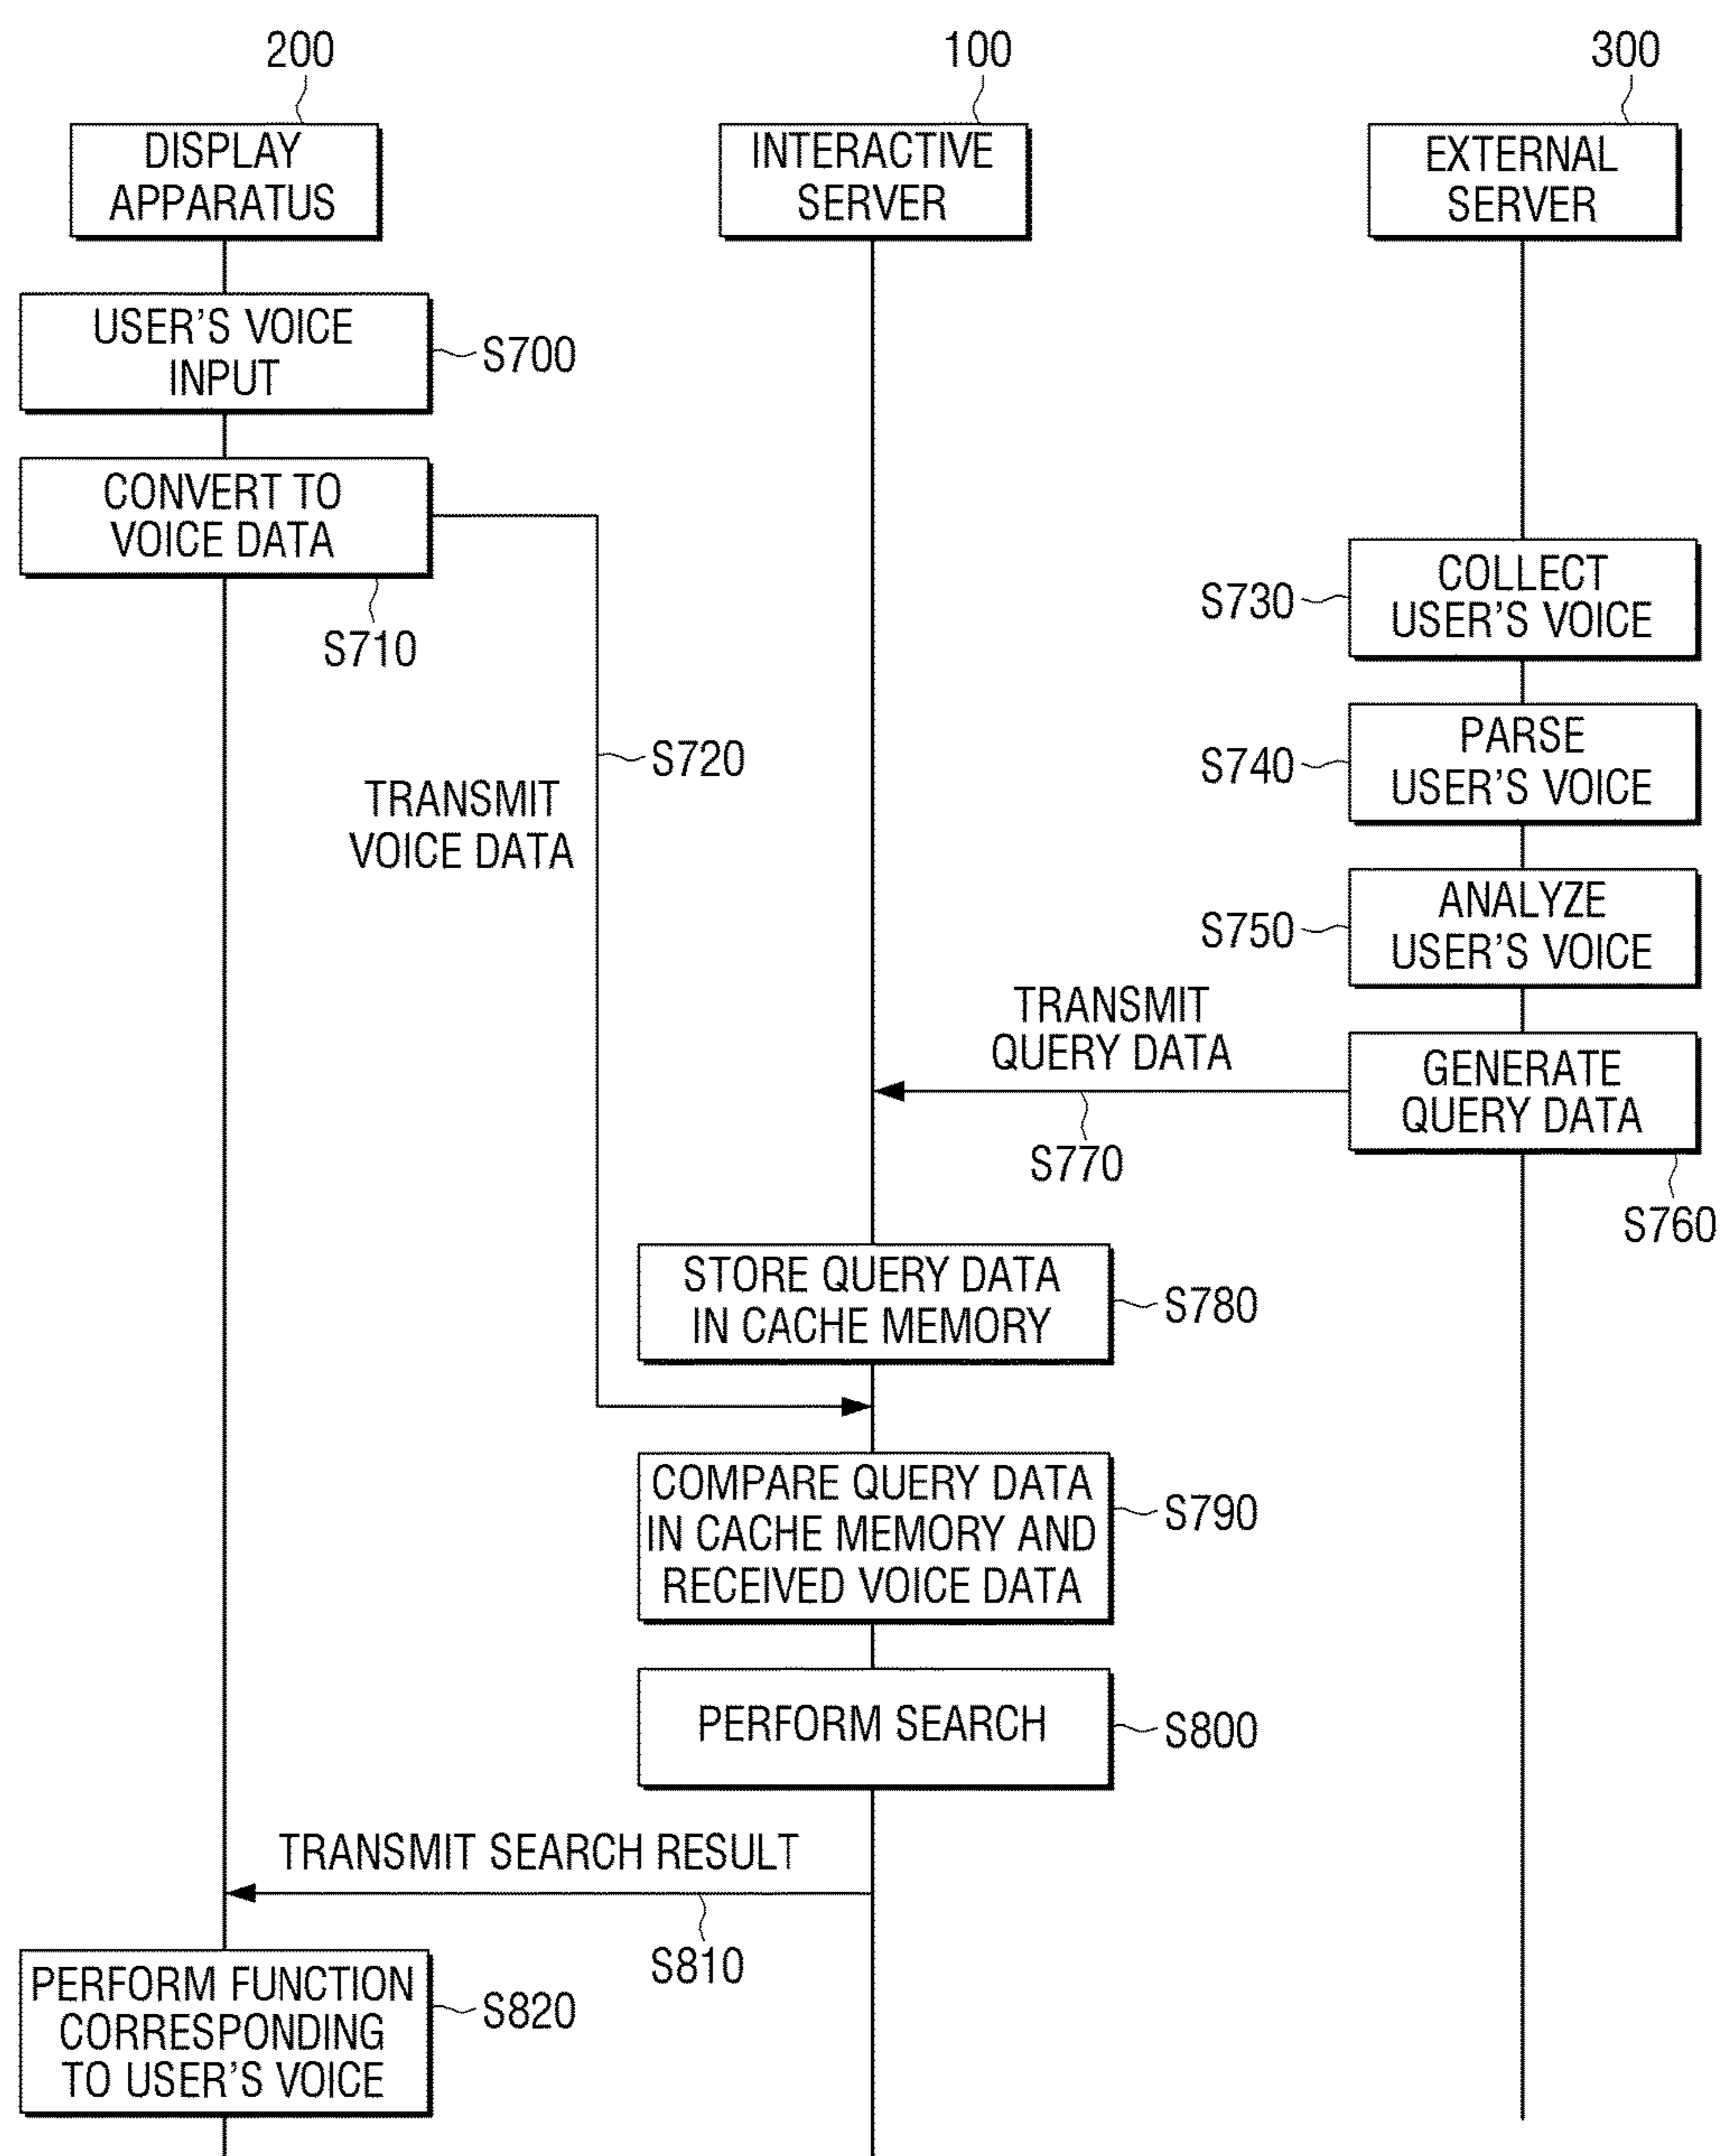 200
100
300
DISPLAY
APPARATUS
INTERACTIVE
SERVER
EXTERNAL
SERVER
USER'S VOICE
INPUT
S700
CONVERT TO
VOICE DATA
S710
S720
TRANSMIT
VOICE DATA
COLLECT
USER'S VOICE
S730
PARSE
USER'S VOICE
S740
ANALYZE
USER'S VOICE
S750
GENERATE
QUERY DATA
S760
TRANSMIT
QUERY DATA
S770
STORE QUERY DATA
IN CACHE MEMORY
S780
COMPARE QUERY DATA
IN CACHE MEMORY AND
RECEIVED VOICE DATA
S790
PERFORM SEARCH
S800
TRANSMIT SEARCH RESULT
S810
PERFORM FUNCTION
CORRESPONDING
TO USER'S VOICE
S820